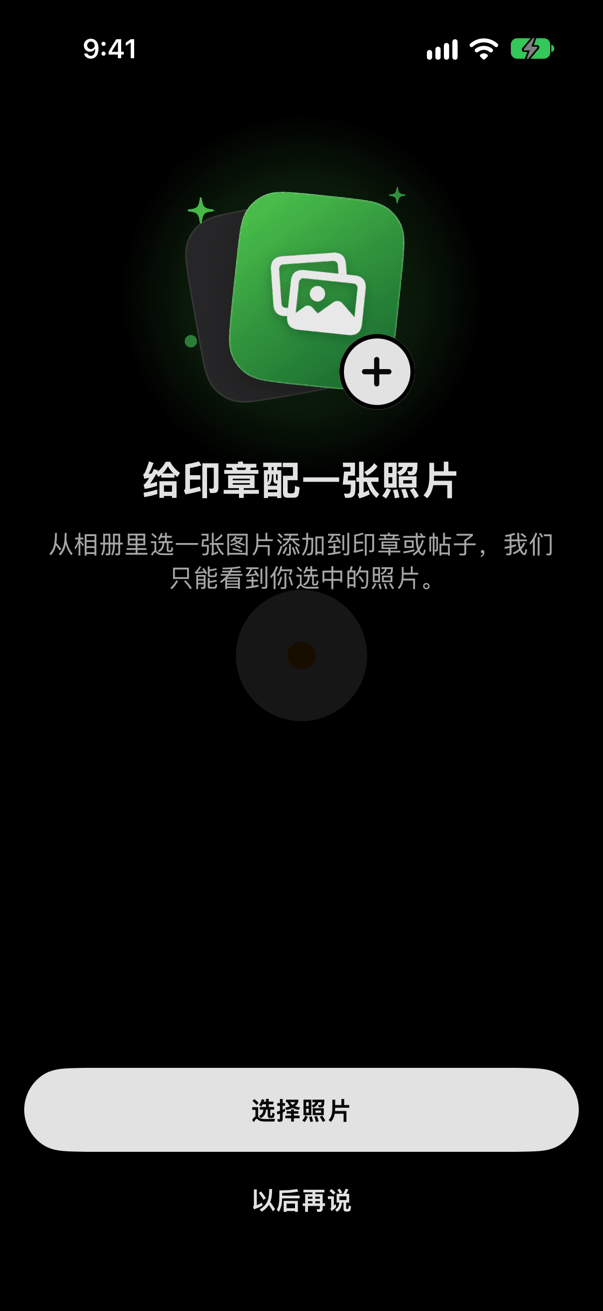 9:41
给印章配一张照片
从相册里选一张图片添加到印章或帖子，我们
只能看到你选中的照片。
选择照片
以后再说